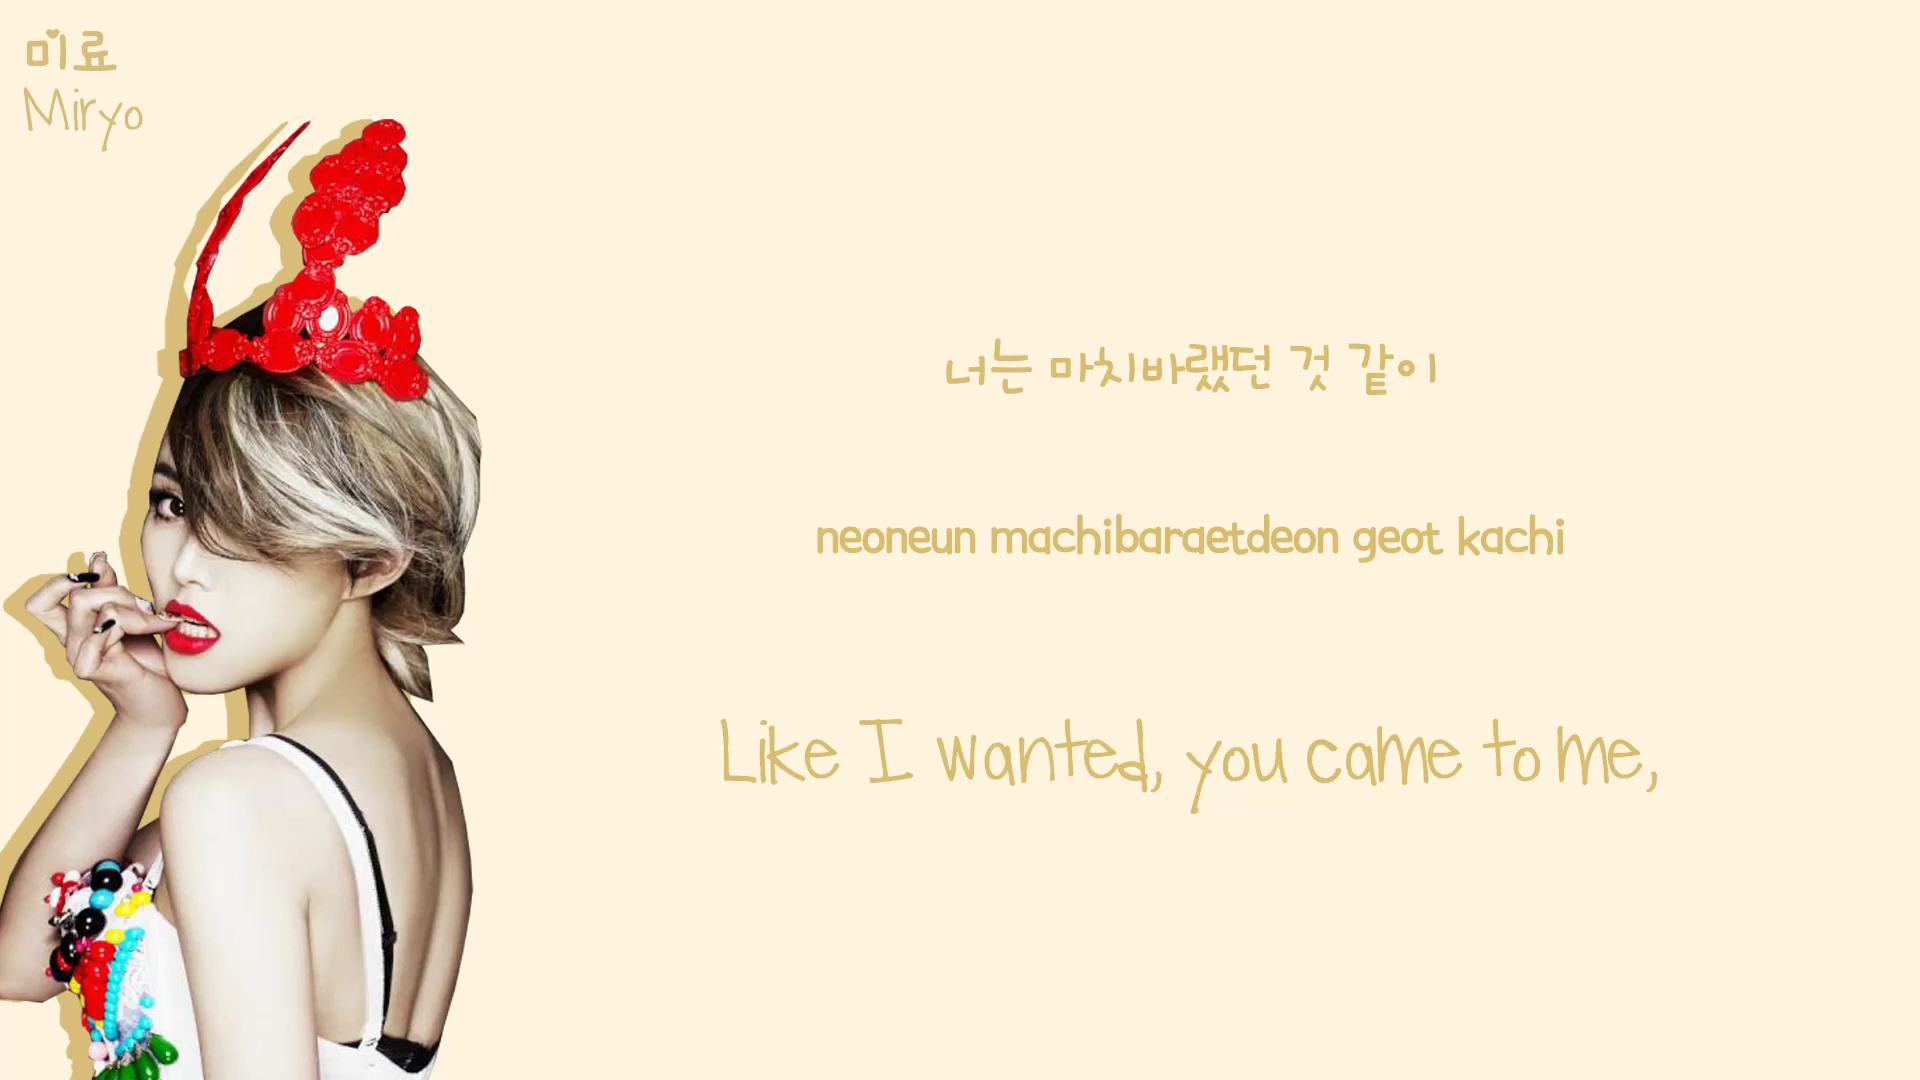 미료
Miryo
너는 마치바랬던 것 같이
neoneun machibaraetdeon geot kachi
Like I wanted, you came to me,